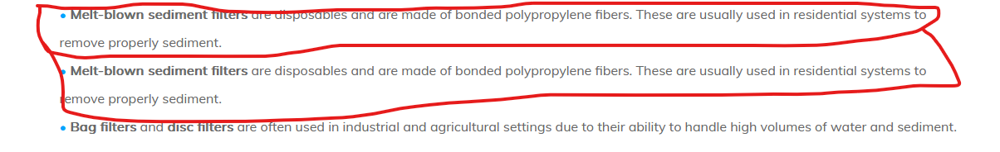 • Melt-blown sediment filters are disposables and are made of bonded polypropylene fibers. These are usually used in residential systems to
remove properly sediment.
• Melt-blown sediment filters are disposables and are made of bonded polypropylene fibers. These are usually used in residential systems to
remove properly sediment.
• Bag filters and disc filters are often used in industrial and agricultural settings due to their ability to handle high volumes of water and sediment.